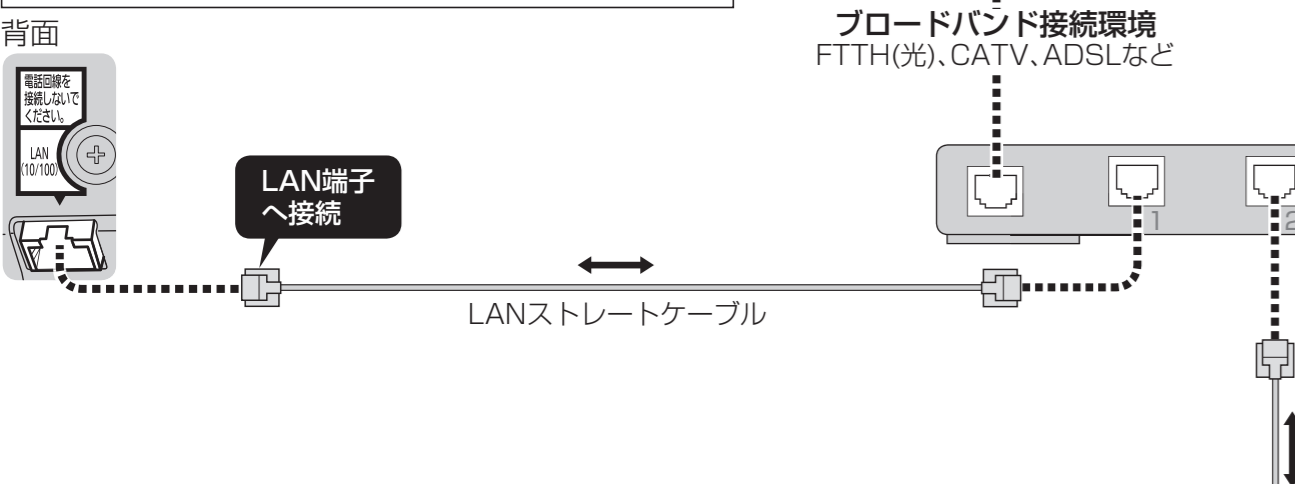 背面
電話回線を
接続しないで
ください。
LAN
(10/100)
LAN端子
へ接続
LANストレートケーブル
ブロードバンド接続環境
FTTH(光)、CATV、ADSLなど
1
2